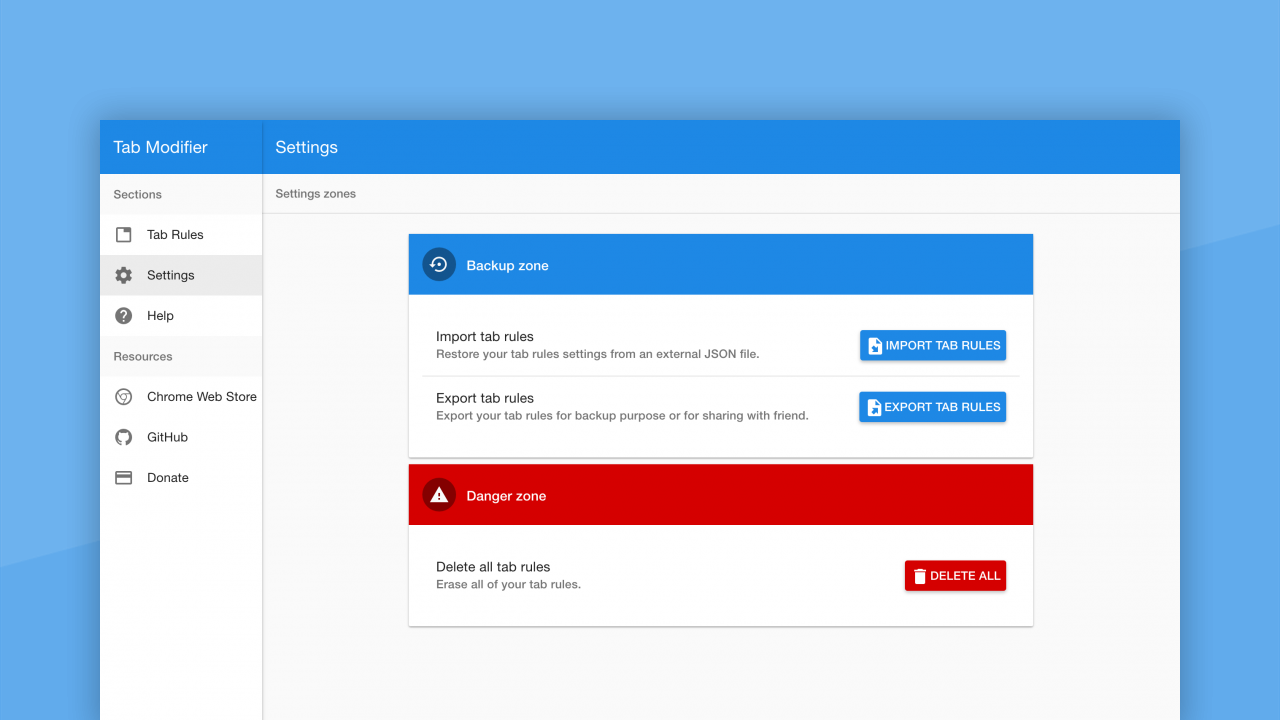 Tab Modifier
Settings
Sections
Settings zones
Tab Rules
Settings
Help
Resources
Chrome Web Store
GitHub
Donate
Backup zone
Import tab rules
Restore your tab rules settings from an external JSON file.
IMPORT TAB RULES
Export tab rules
Export your tab rules for backup purpose or for sharing with friend.
EXPORT TAB RULES
Danger zone
Delete all tab rules
Erase all of your tab rules.
DELETE ALL